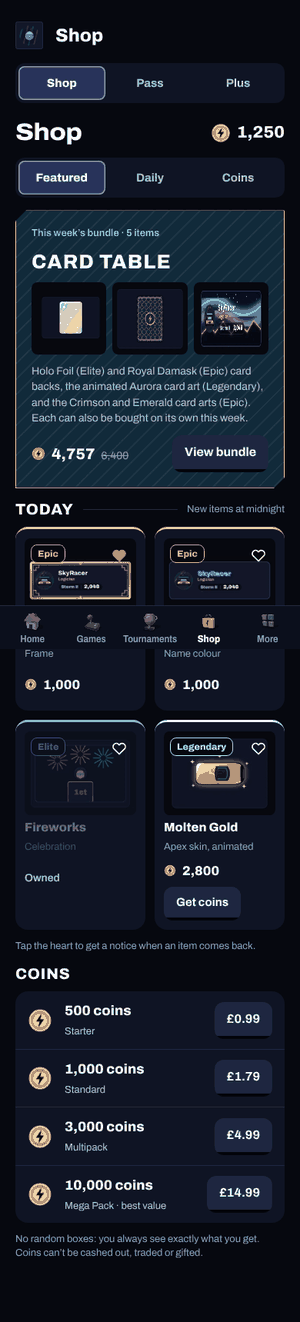 Shop
Shop Pass Plus
Shop 1,250
Featured Daily Coins
This week's bundle · 5 items
CARD TABLE
Holo Foil (Elite) and Royal Damask (Epic) card
backs, the animated Aurora card art (Legendary),
and the Crimson and Emerald card arts (Epic).
Each can also be bought on its own this week.
4,757 6,400 View bundle
TODAY New items at midnight
Epic Epic
SkyRacer SkyRacer
2,048 2,048
Home Games Tournaments Shop More
Frame Name colour
1,000 1,000
Elite Legendary
1st
Fireworks Molten Gold
Celebration Apex skin, animated
Owned 2,800
Get coins
Tap the heart to get a notice when an item comes back.
COINS
500 coins
Starter
£0.99
1,000 coins
Standard
£1.79
3,000 coins
Multipack
£4.99
10,000 coins
Mega Pack · best value
£14.99
No random boxes: you always see exactly what you get.
Coins can't be cashed out, traded or gifted.